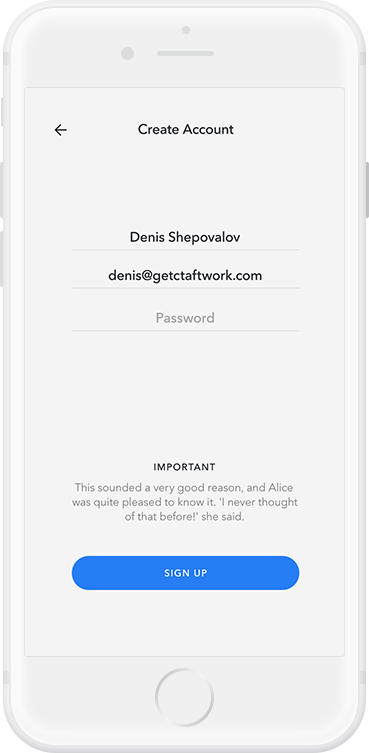 Create Account
Denis Shepovalov
denis@getctaftwork.com
Password
IMPORTANT
This sounded a very good reason, and Alice
was quite pleased to know it. 'I never thought
of that before!' she said.
SIGN UP